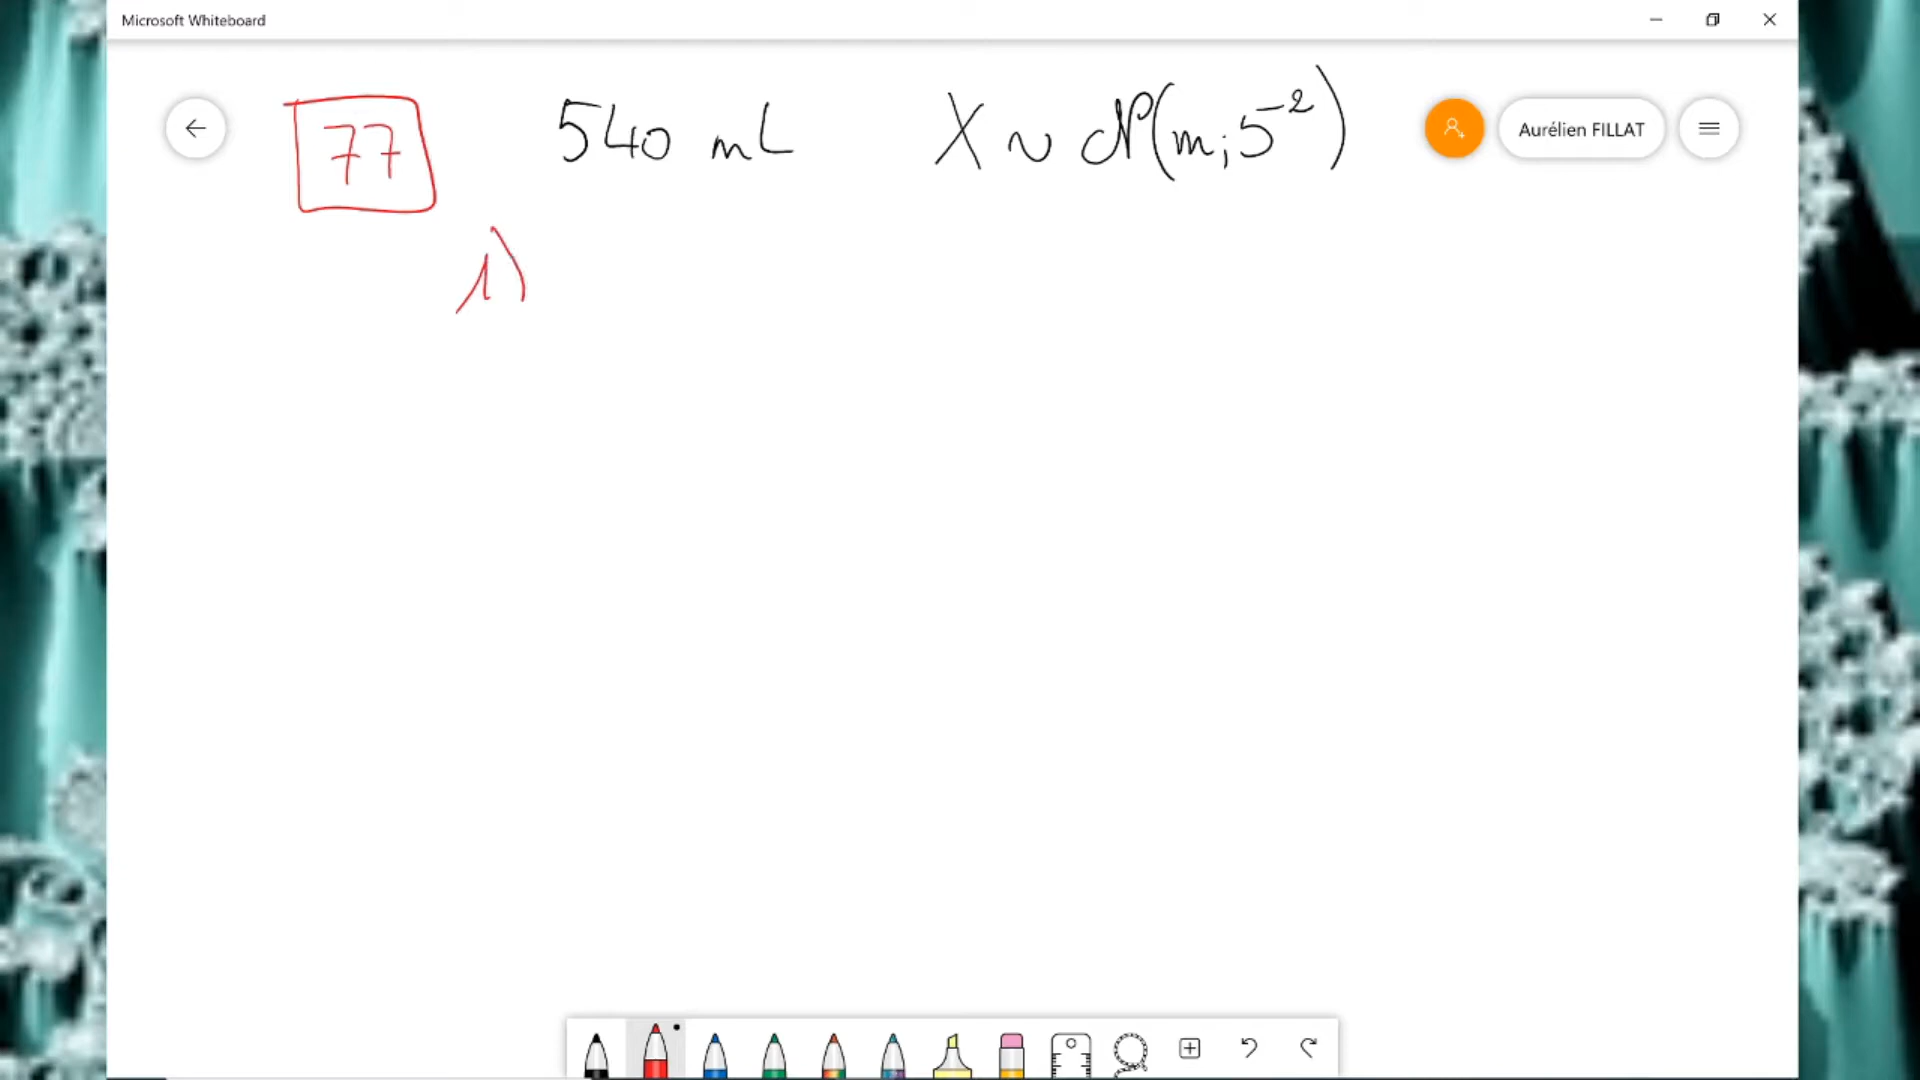 Microsoft Whiteboard
77 540 mL X ~ N(m; 5²)
Aurélien FILLAT
1)